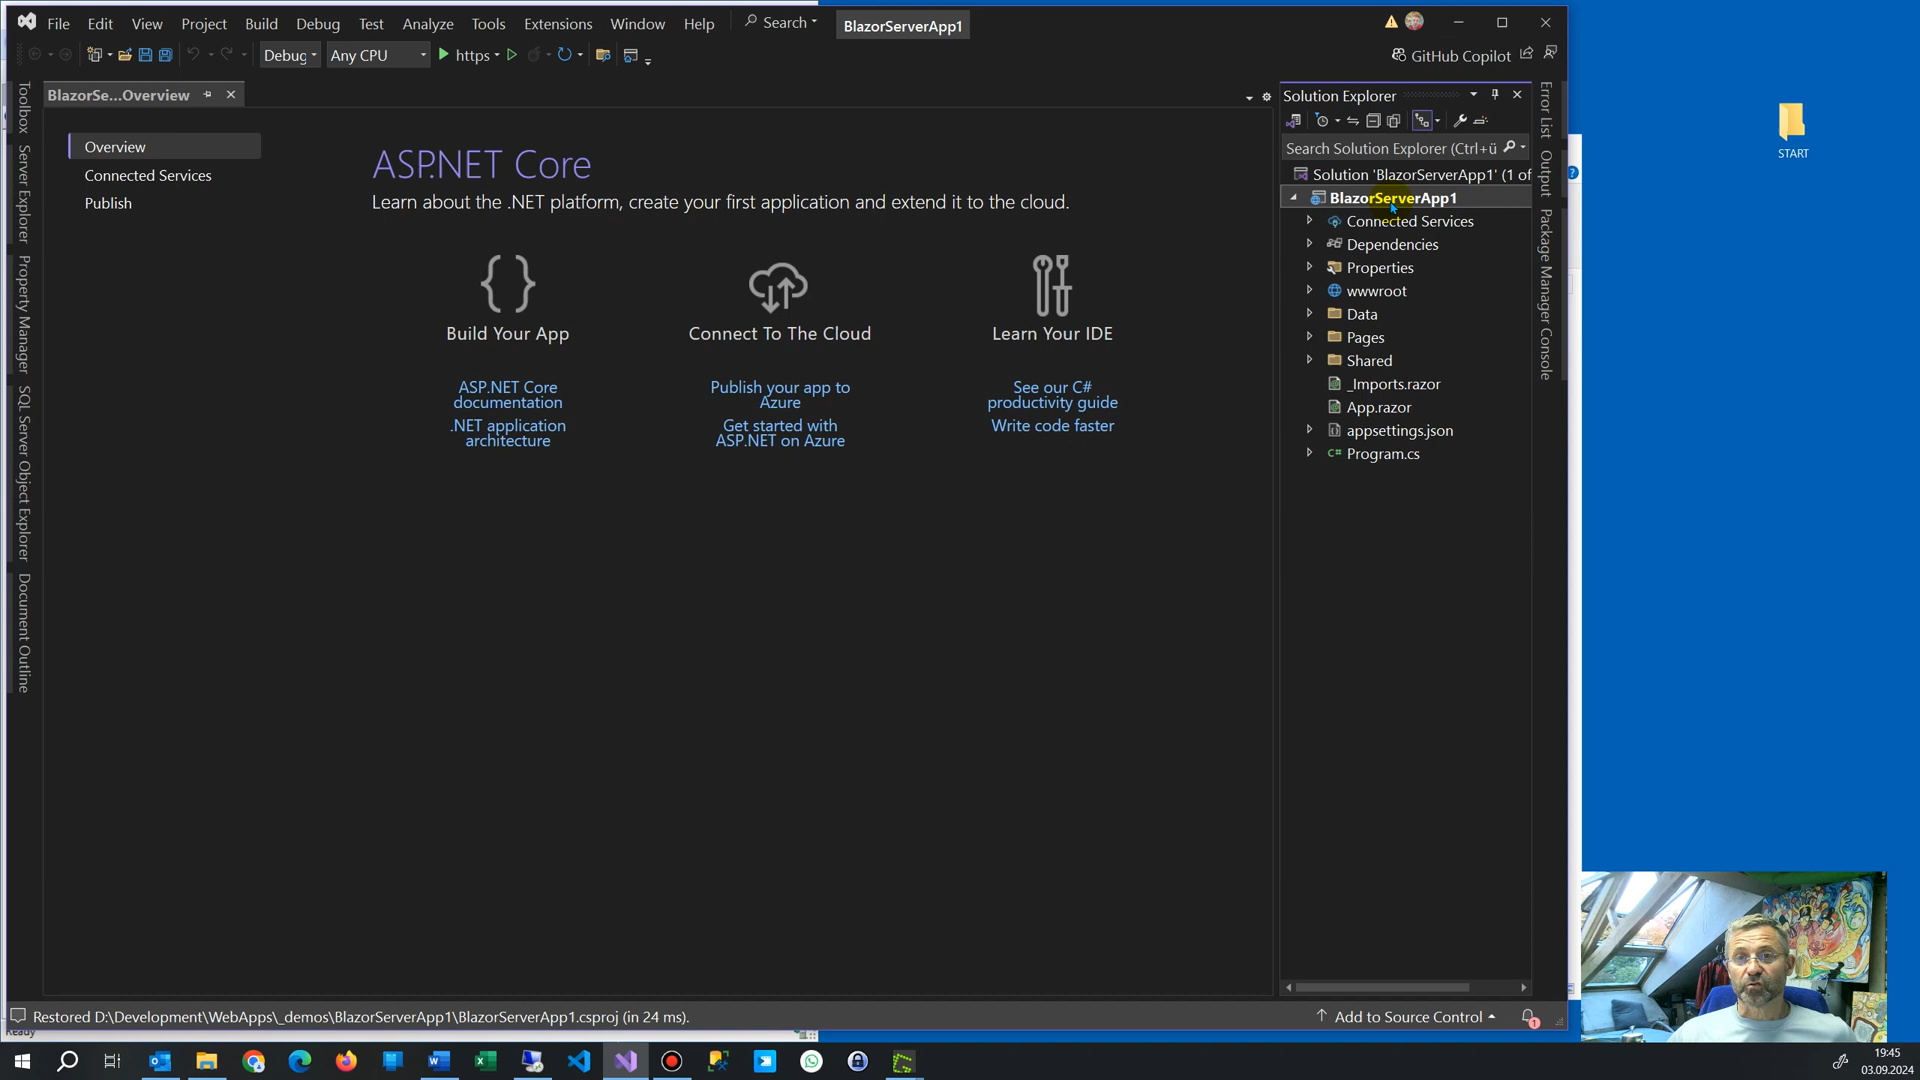 File Edit View Project Build Debug Test Analyze Tools Extensions Window Help Search BlazorServerApp1
Debug Any CPU https GitHub Copilot
BlazorSe...Overview
Toolbox
Server Explorer
Property Manager
SQL Server Object Explorer
Document Outline
Overview
Connected Services
Publish
ASP.NET Core
Learn about the .NET platform, create your first application and extend it to the cloud.
Build Your App
ASP.NET Core
documentation
.NET application
architecture
Connect To The Cloud
Publish your app to
Azure
Get started with
ASP.NET on Azure
Learn Your IDE
See our C#
productivity guide
Write code faster
Solution Explorer
Search Solution Explorer (Ctrl+ü
Solution 'BlazorServerApp1' (1 of
BlazorServerApp1
Connected Services
Dependencies
Properties
wwwroot
Data
Pages
Shared
_Imports.razor
App.razor
appsettings.json
C# Program.cs
Error List
Output
Package Manager Console
START
Restored D:\Development\WebApps\_demos\BlazorServerApp1\BlazorServerApp1.csproj (in 24 ms).
Add to Source Control
1
Ready
19:45
03.09.2024